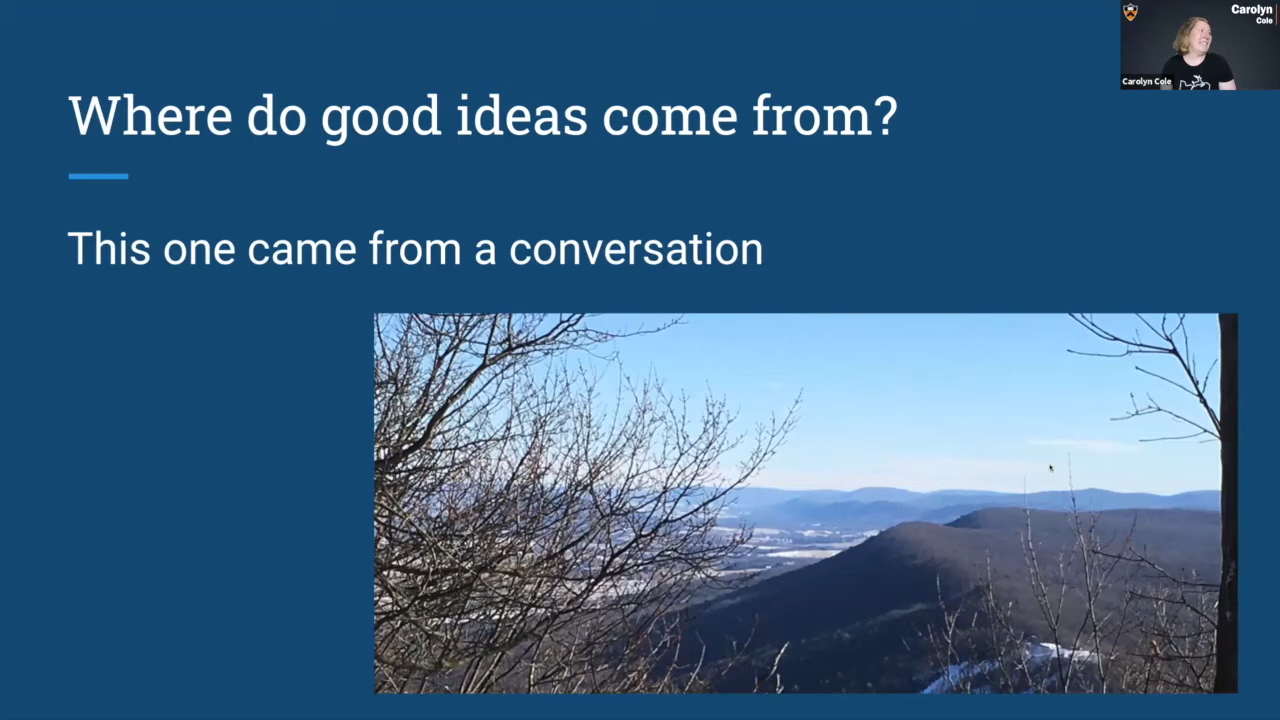 Where do good ideas come from?
This one came from a conversation
Carolyn
Cole
Carolyn Cole